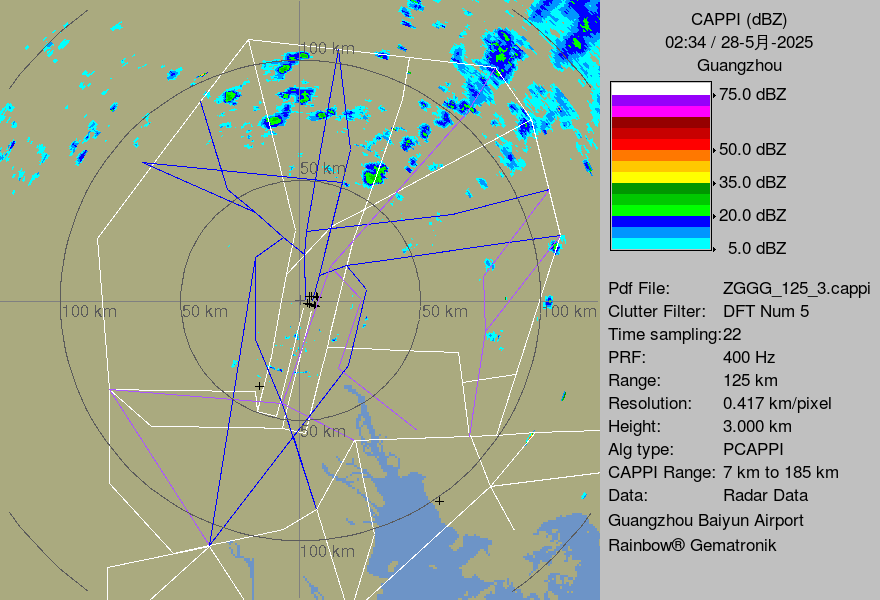 CAPPI (dBZ)
02:34 / 28-5月-2025
Guangzhou
75.0 dBZ
50.0 dBZ
35.0 dBZ
20.0 dBZ
5.0 dBZ
Pdf File: ZGGG_125_3.cappi
Clutter Filter: DFT Num 5
Time sampling:22
PRF: 400 Hz
Range: 125 km
Resolution: 0.417 km/pixel
Height: 3.000 km
Alg type: PCAPPI
CAPPI Range: 7 km to 185 km
Data: Radar Data
Guangzhou Baiyun Airport
Rainbow® Gematronik
100 km
50 km
100 km 50 km 50 km 100 km
50 km
100 km